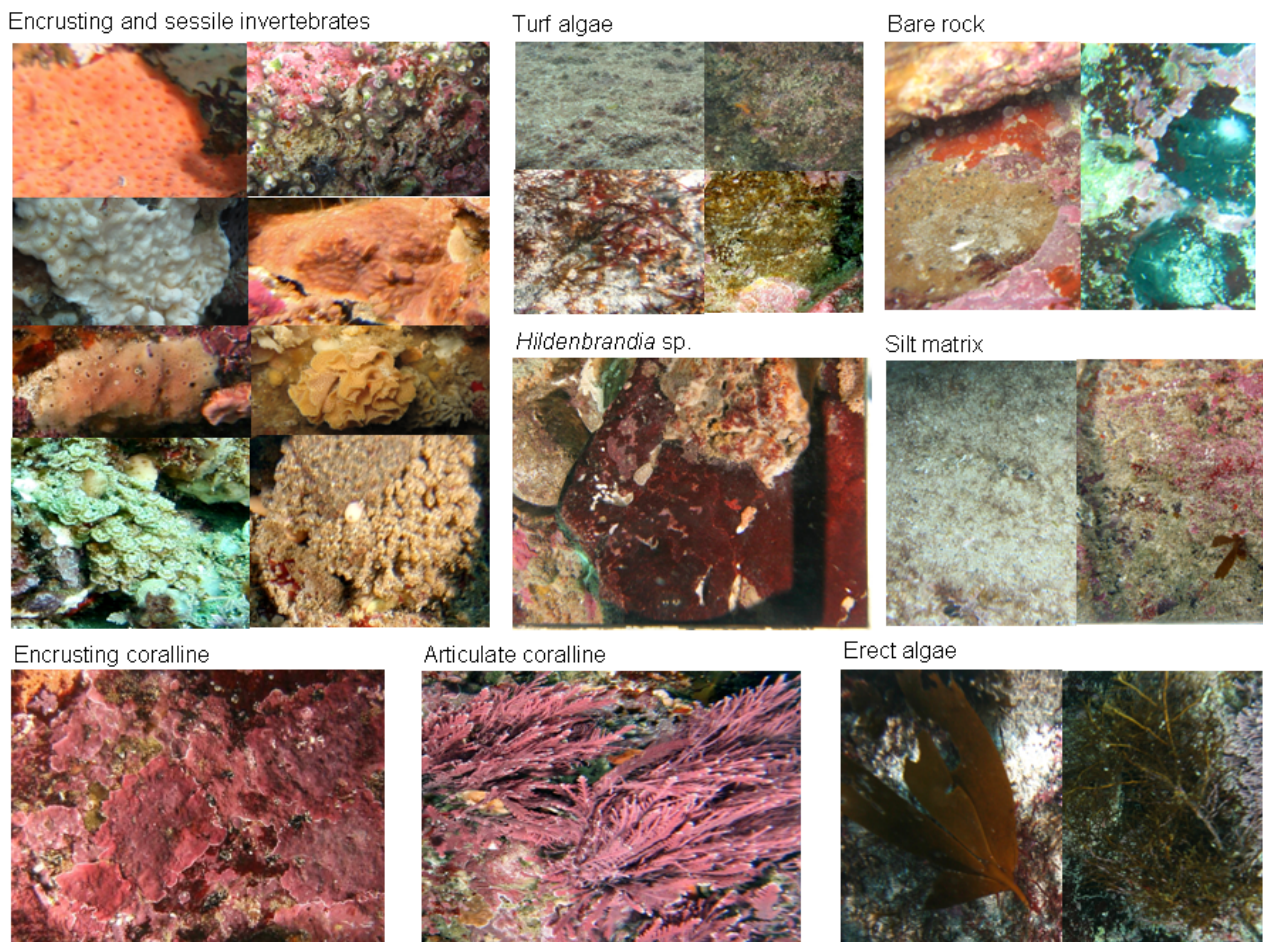 Encrusting and sessile invertebrates
Turf algae
Bare rock
Hildenbrandia sp.
Silt matrix
Encrusting coralline
Articulate coralline
Erect algae